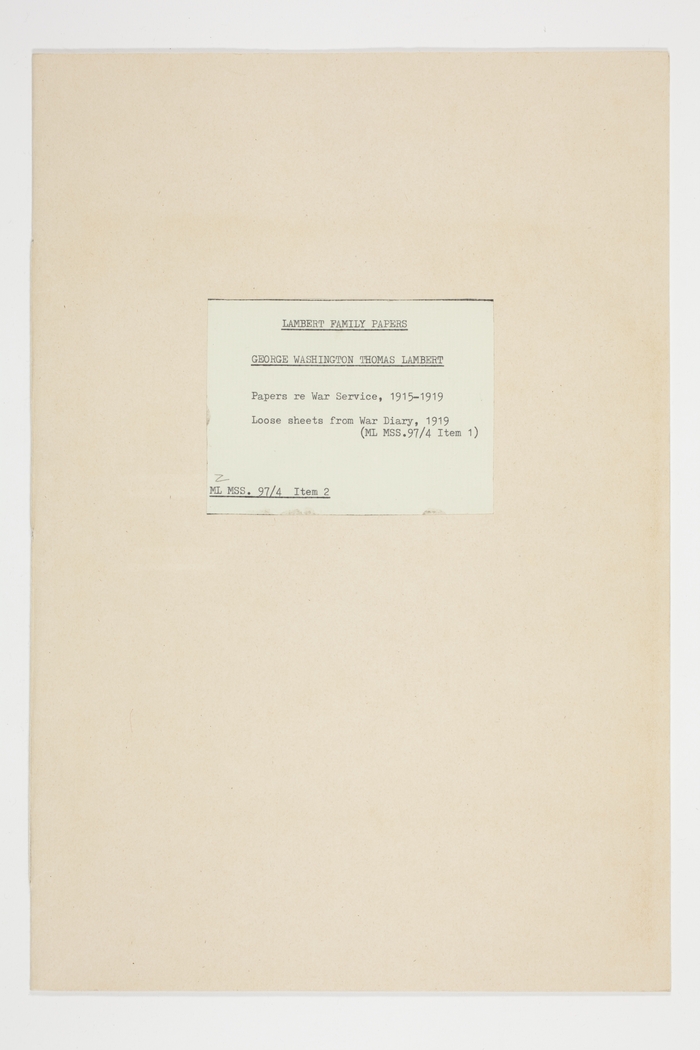 LAMBERT FAMILY PAPERS
GEORGE WASHINGTON THOMAS LAMBERT
Papers re War Service, 1915-1919
Loose sheets from War Diary, 1919
(ML MSS.97/4 Item 1)
2
ML MSS. 97/4 Item 2